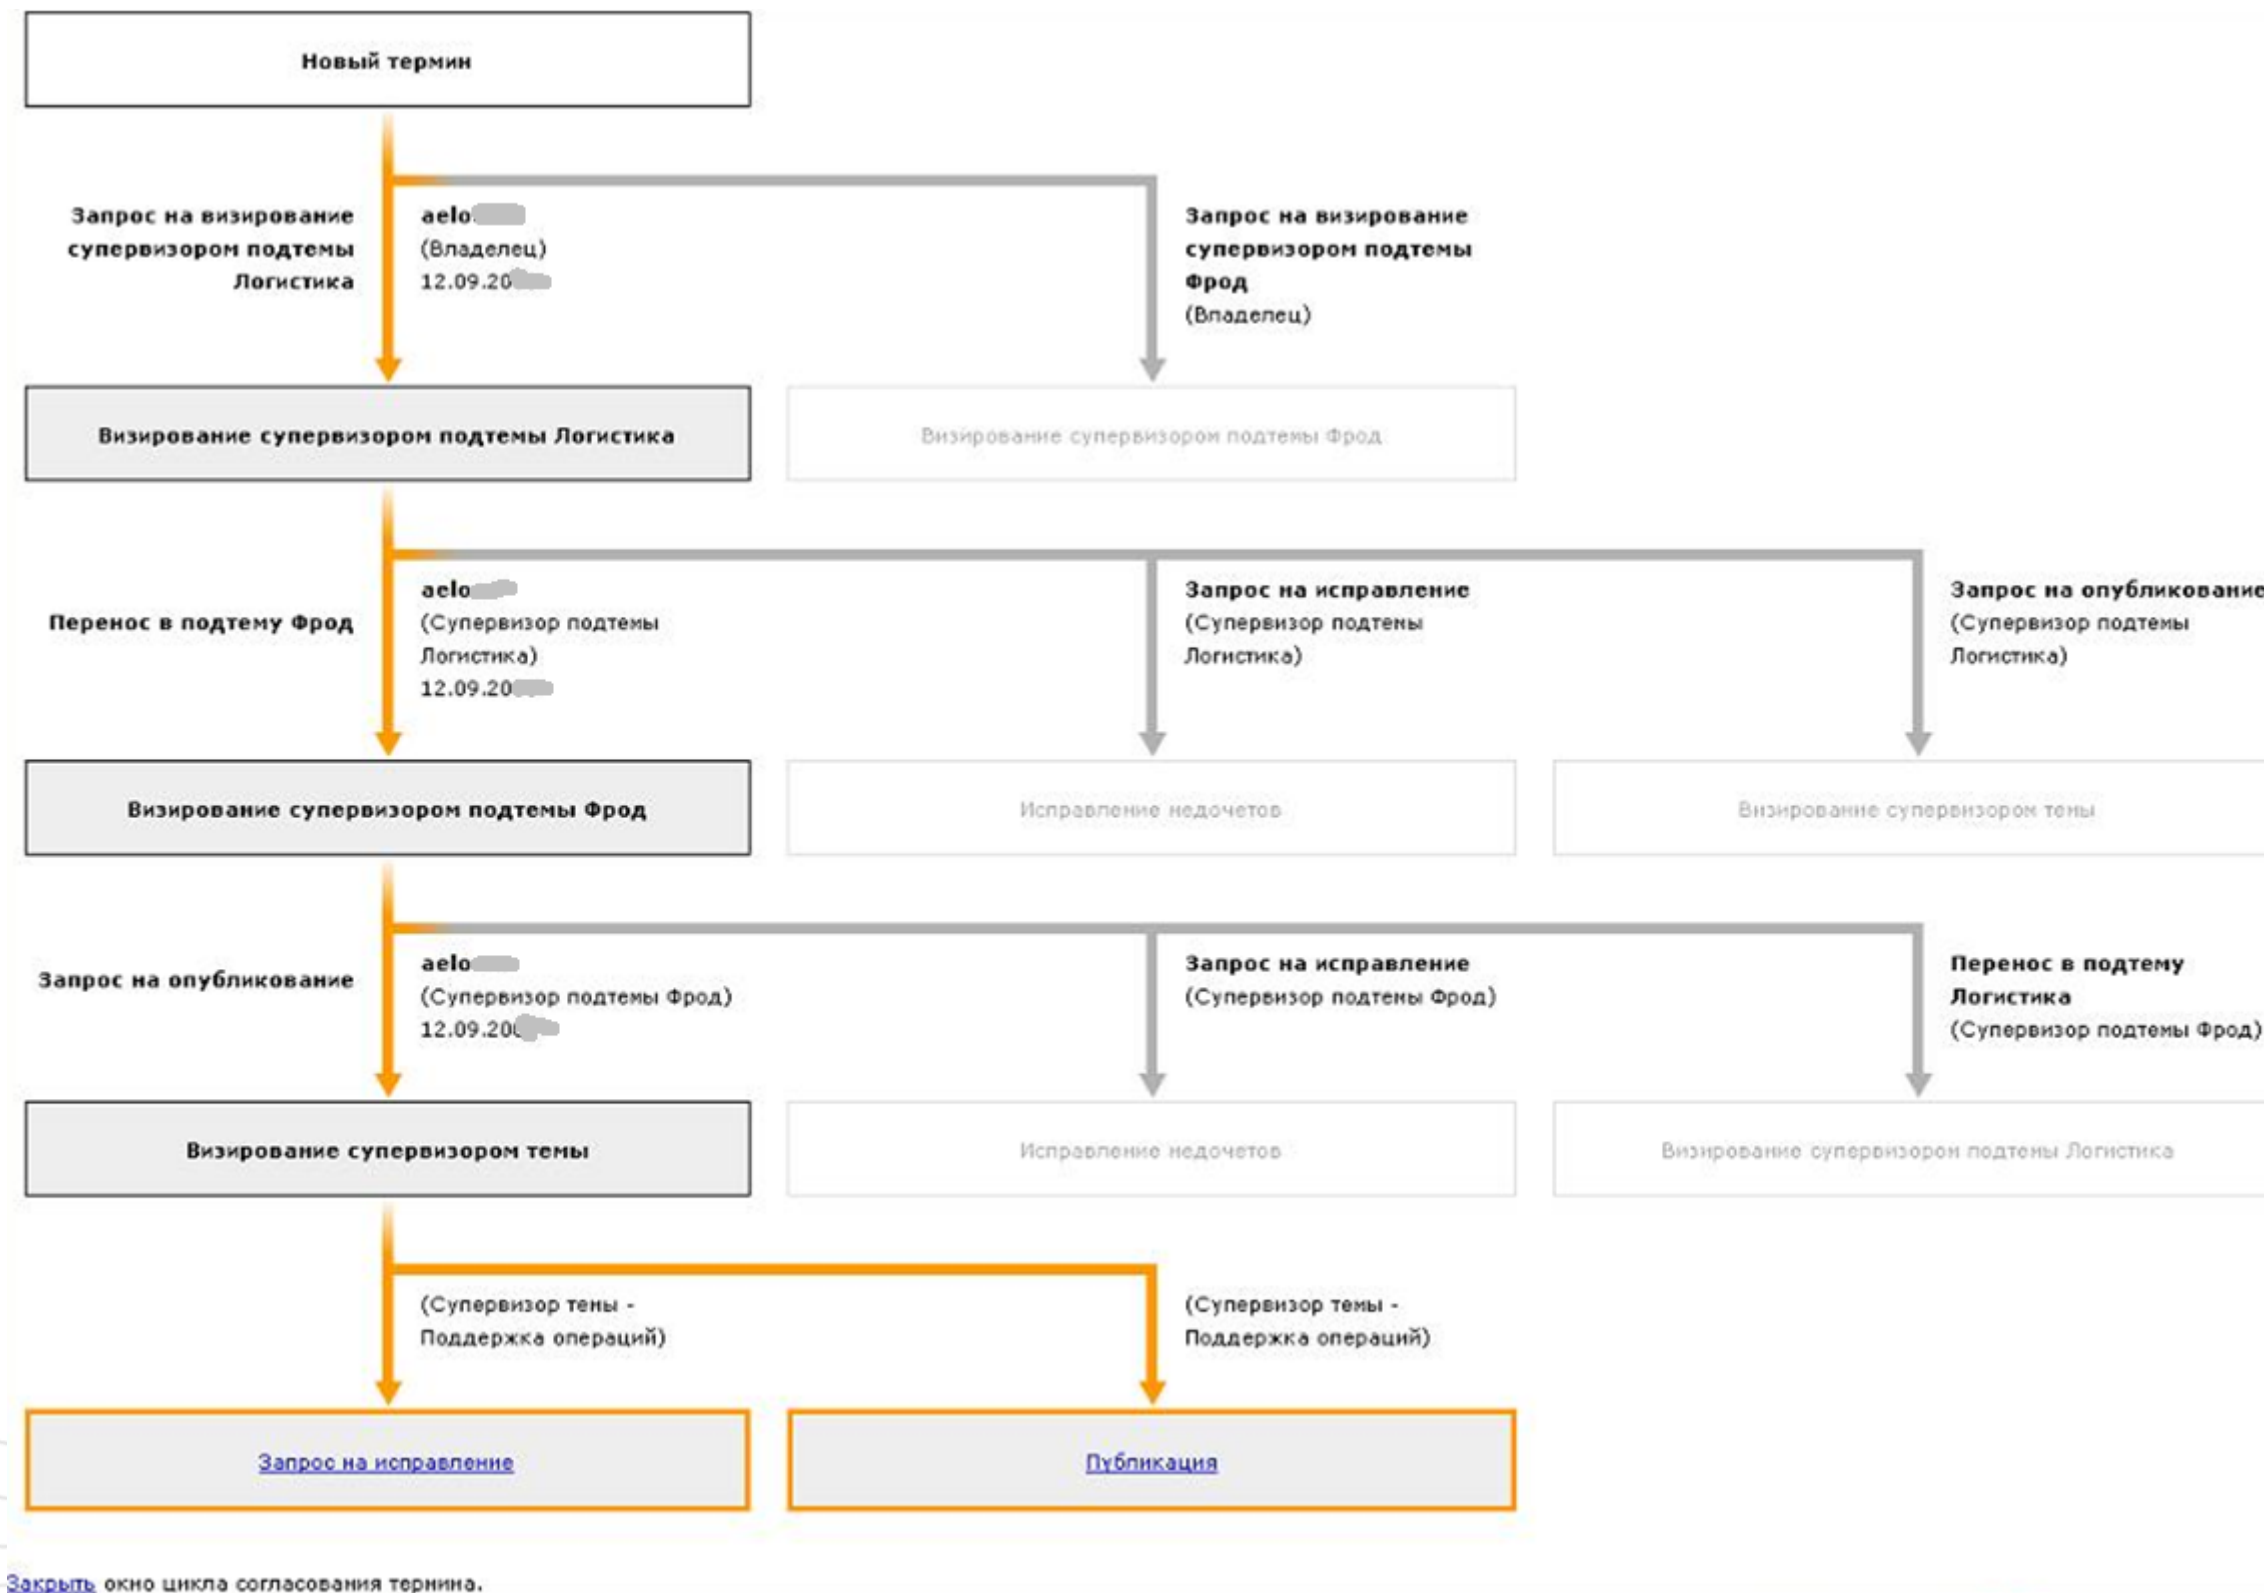 Новый термин
Запрос на визирование
супервизором подтемы
Логистика
aelo
(Владелец)
12.09.20
Запрос на визирование
супервизором подтемы
Фрод
(Владелец)
Визирование супервизором подтемы Логистика
Визирование супервизором подтемы Фрод
Перенос в подтему Фрод
aelo
(Супервизор подтемы
Логистика)
12.09.20
Запрос на исправление
(Супервизор подтемы
Логистика)
Запрос на опубликование
(Супервизор подтемы
Логистика)
Визирование супервизором подтемы Фрод
Исправление недочетов
Визирование супервизором темы
Запрос на опубликование
aelo
(Супервизор подтемы Фрод)
12.09.20
Запрос на исправление
(Супервизор подтемы Фрод)
Перенос в подтему
Логистика
(Супервизор подтемы Фрод)
Визирование супервизором темы
Исправление недочетов
Визирование супервизором подтемы Логистика
(Супервизор темы -
Поддержка операций)
(Супервизор темы -
Поддержка операций)
Запрос на исправление
Публикация
Закрыть окно цикла согласования термина.